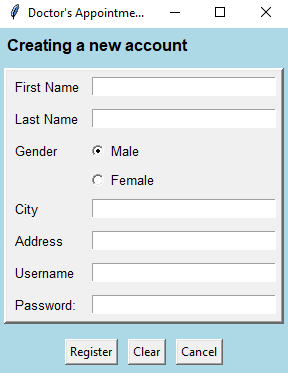 Doctor's Appointme...
Creating a new account
First Name
Last Name
Gender
Male
Female
City
Address
Username
Password:
Register Clear Cancel